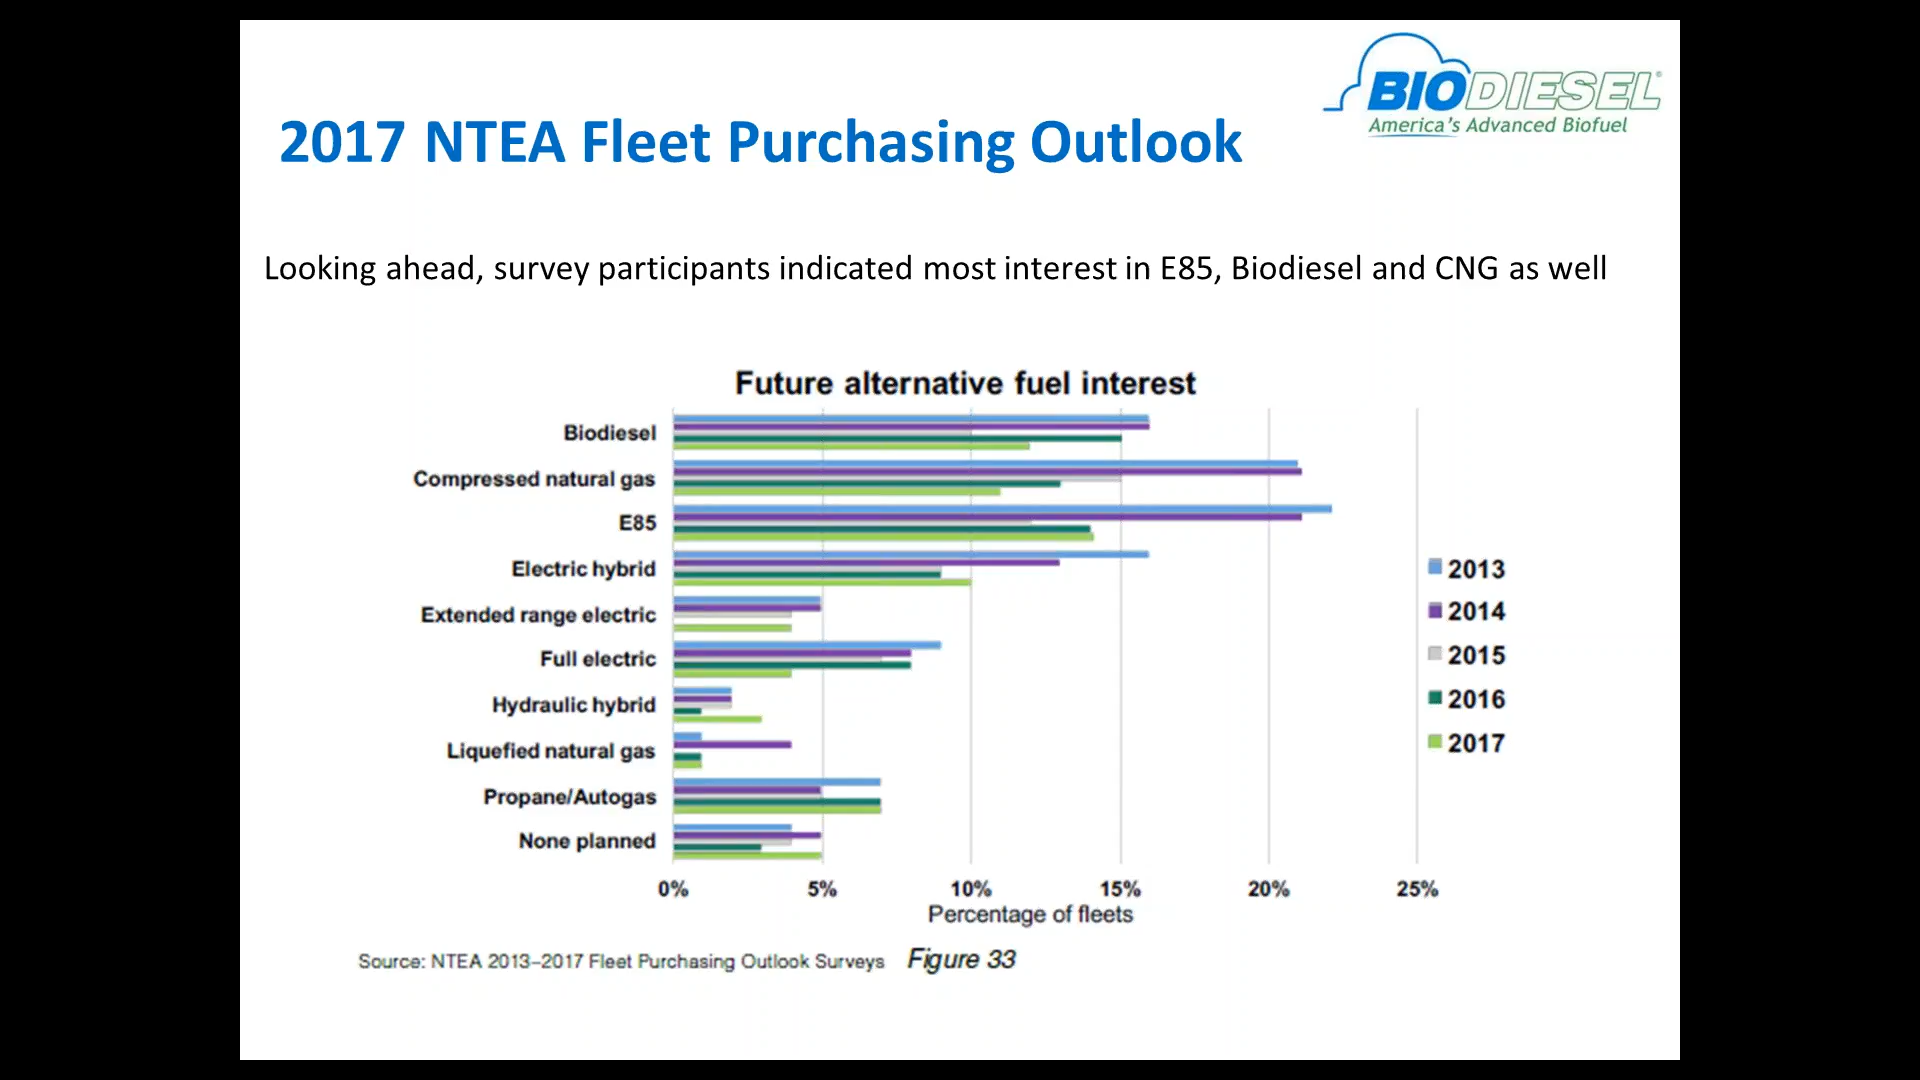 BIODIESEL®
America's Advanced Biofuel
2017 NTEA Fleet Purchasing Outlook
Looking ahead, survey participants indicated most interest in E85, Biodiesel and CNG as well
Future alternative fuel interest
Biodiesel
Compressed natural gas
E85
Electric hybrid
Extended range electric
Full electric
Hydraulic hybrid
Liquefied natural gas
Propane/Autogas
None planned
2013
2014
2015
2016
2017
0% 5% 10% 15% 20% 25%
Percentage of fleets
Source: NTEA 2013–2017 Fleet Purchasing Outlook Surveys Figure 33